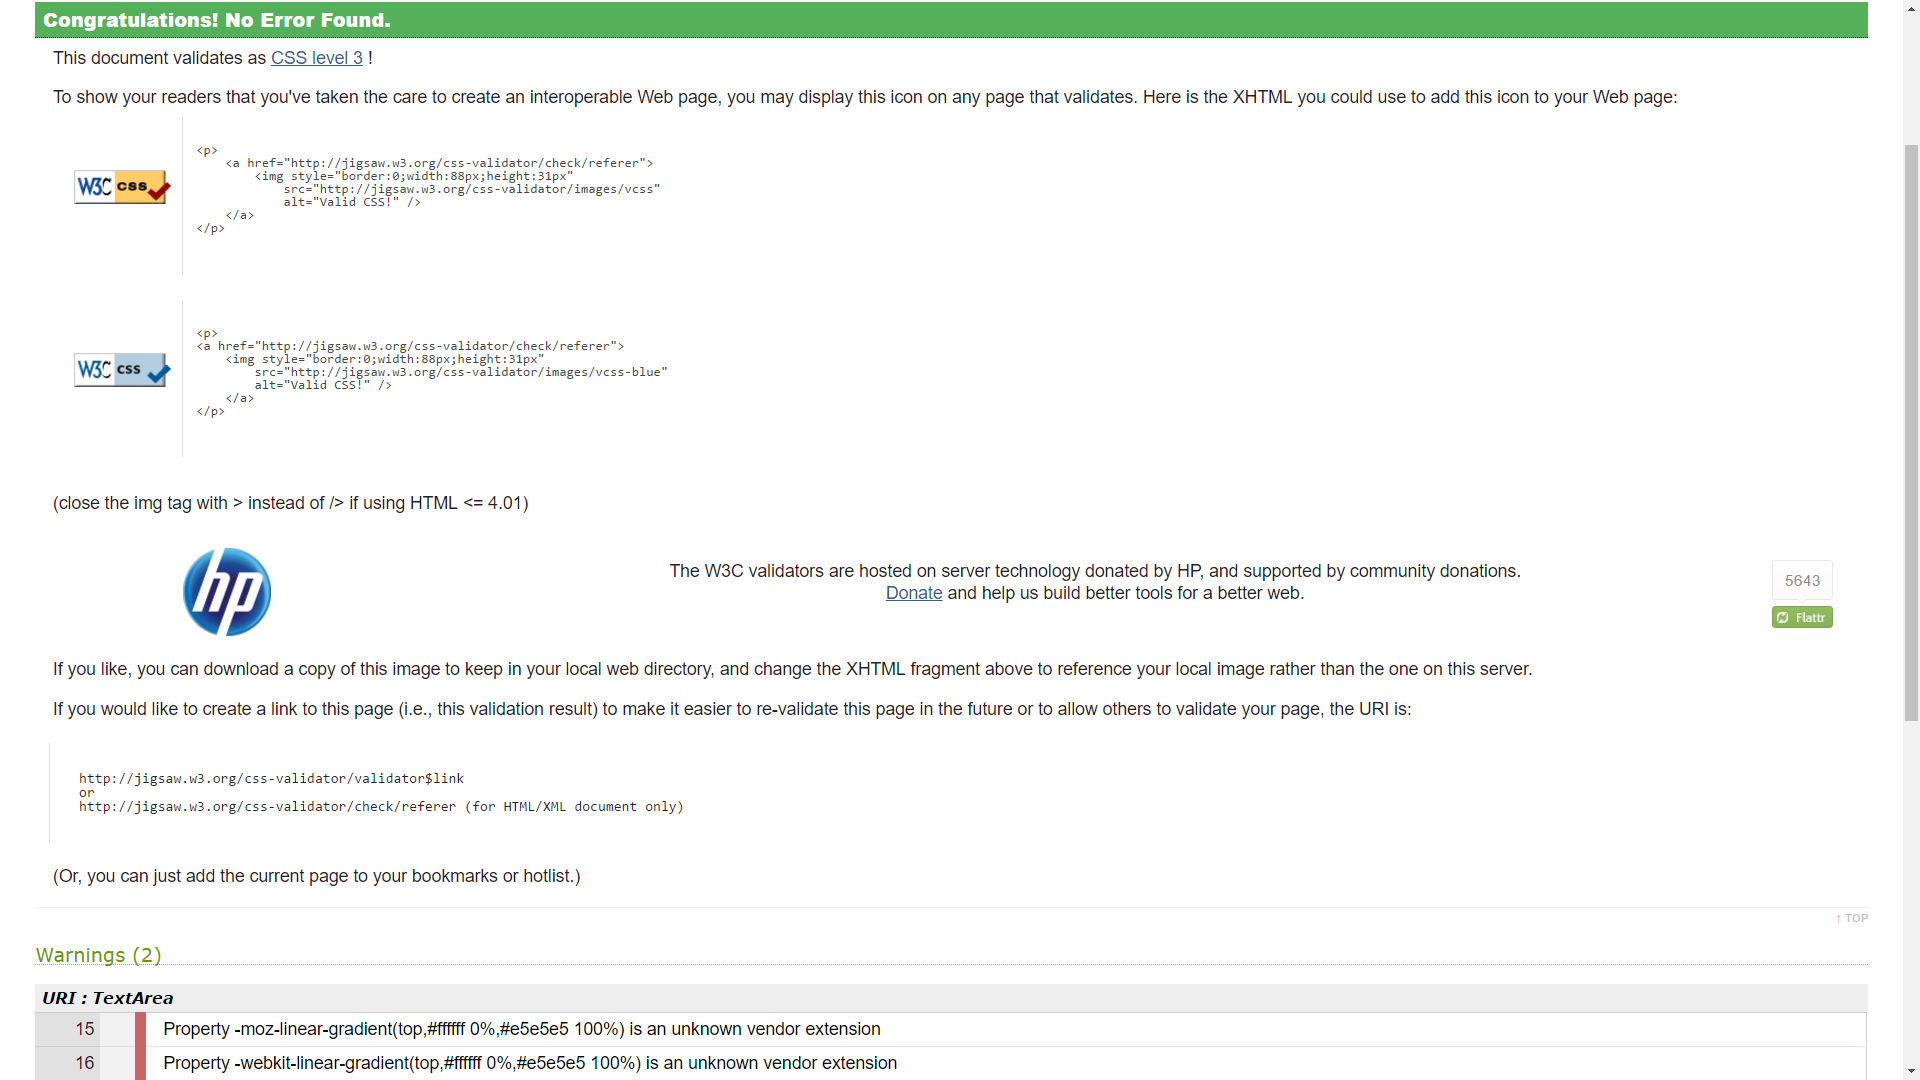 Congratulations! No Error Found.
This document validates as CSS level 3 !
To show your readers that you've taken the care to create an interoperable Web page, you may display this icon on any page that validates. Here is the XHTML you could use to add this icon to your Web page:
W3C css
<p>
    <a href="http://jigsaw.w3.org/css-validator/check/referer">
        <img style="border:0;width:88px;height:31px"
            src="http://jigsaw.w3.org/css-validator/images/vcss"
            alt="Valid CSS!" />
    </a>
</p>
W3C css
<p>
<a href="http://jigsaw.w3.org/css-validator/check/referer">
    <img style="border:0;width:88px;height:31px"
        src="http://jigsaw.w3.org/css-validator/images/vcss-blue"
        alt="Valid CSS!" />
    </a>
</p>
(close the img tag with > instead of /> if using HTML <= 4.01)
hp
The W3C validators are hosted on server technology donated by HP, and supported by community donations.
Donate and help us build better tools for a better web.
5643
Flattr
If you like, you can download a copy of this image to keep in your local web directory, and change the XHTML fragment above to reference your local image rather than the one on this server.
If you would like to create a link to this page (i.e., this validation result) to make it easier to re-validate this page in the future or to allow others to validate your page, the URI is:
http://jigsaw.w3.org/css-validator/validator$link
or
http://jigsaw.w3.org/css-validator/check/referer (for HTML/XML document only)
(Or, you can just add the current page to your bookmarks or hotlist.)
↑ TOP
Warnings (2)
URI : TextArea
15 Property -moz-linear-gradient(top,#ffffff 0%,#e5e5e5 100%) is an unknown vendor extension
16 Property -webkit-linear-gradient(top,#ffffff 0%,#e5e5e5 100%) is an unknown vendor extension